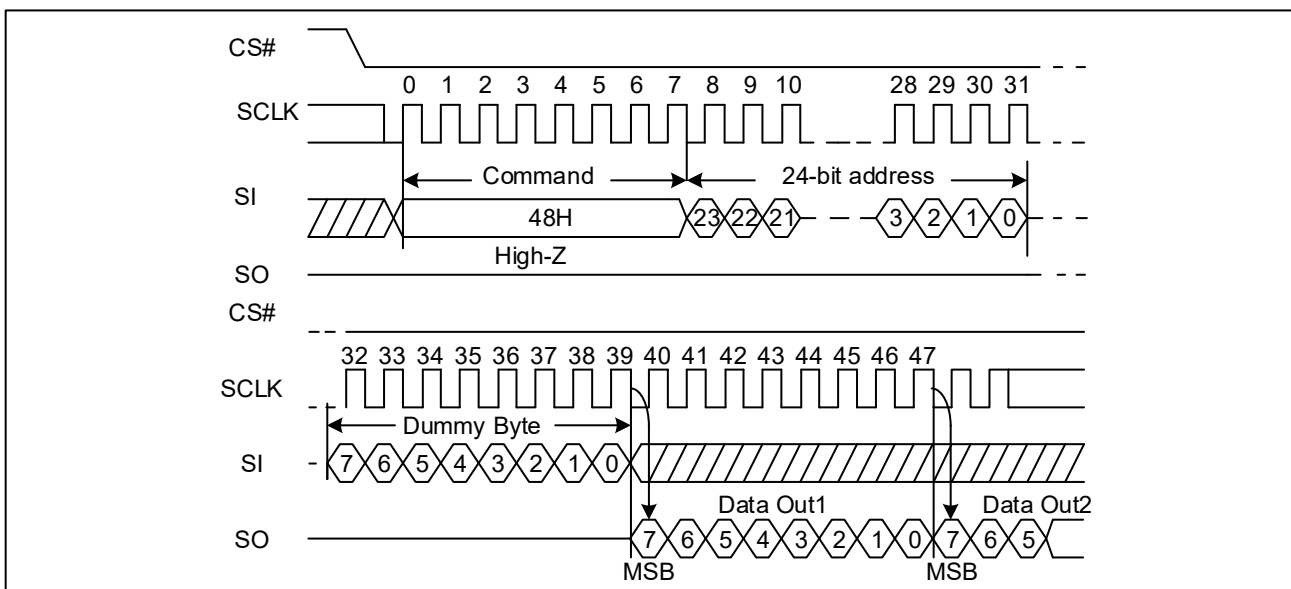 CS#
0 1 2 3 4 5 6 7 8 9 10 28 29 30 31
SCLK
Command 24-bit address
SI
48H 23 22 21 3 2 1 0
High-Z
SO
CS#
32 33 34 35 36 37 38 39 40 41 42 43 44 45 46 47
SCLK
Dummy Byte
SI 7 6 5 4 3 2 1 0
Data Out1 Data Out2
SO 7 6 5 4 3 2 1 0 7 6 5
MSB MSB